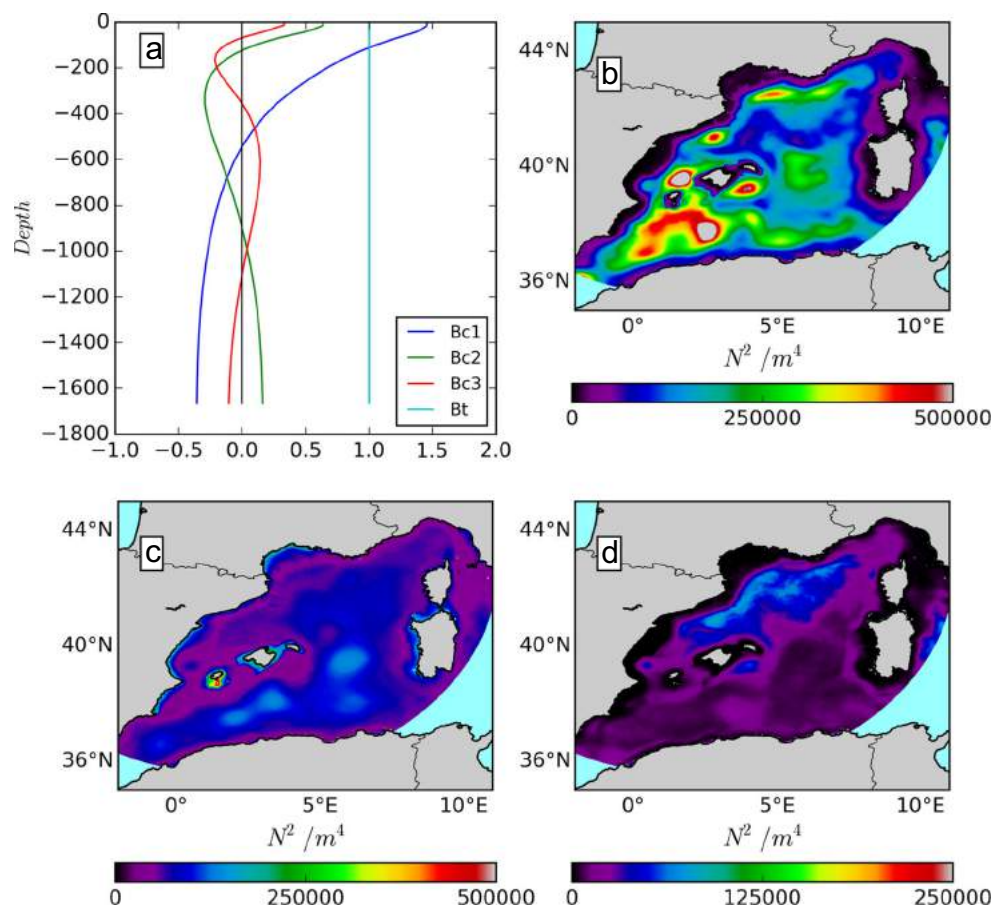 a
0
−200
−400
−600
−800
−1000
−1200
−1400
−1600
−1800
Depth
−1.0 −0.5 0.0 0.5 1.0 1.5 2.0
Bc1
Bc2
Bc3
Bt
b
44°N
40°N
36°N
0° 5°E 10°E
N² /m⁴
0 250000 500000
c
44°N
40°N
36°N
0° 5°E 10°E
N² /m⁴
0 250000 500000
d
44°N
40°N
36°N
0° 5°E 10°E
N² /m⁴
0 125000 250000